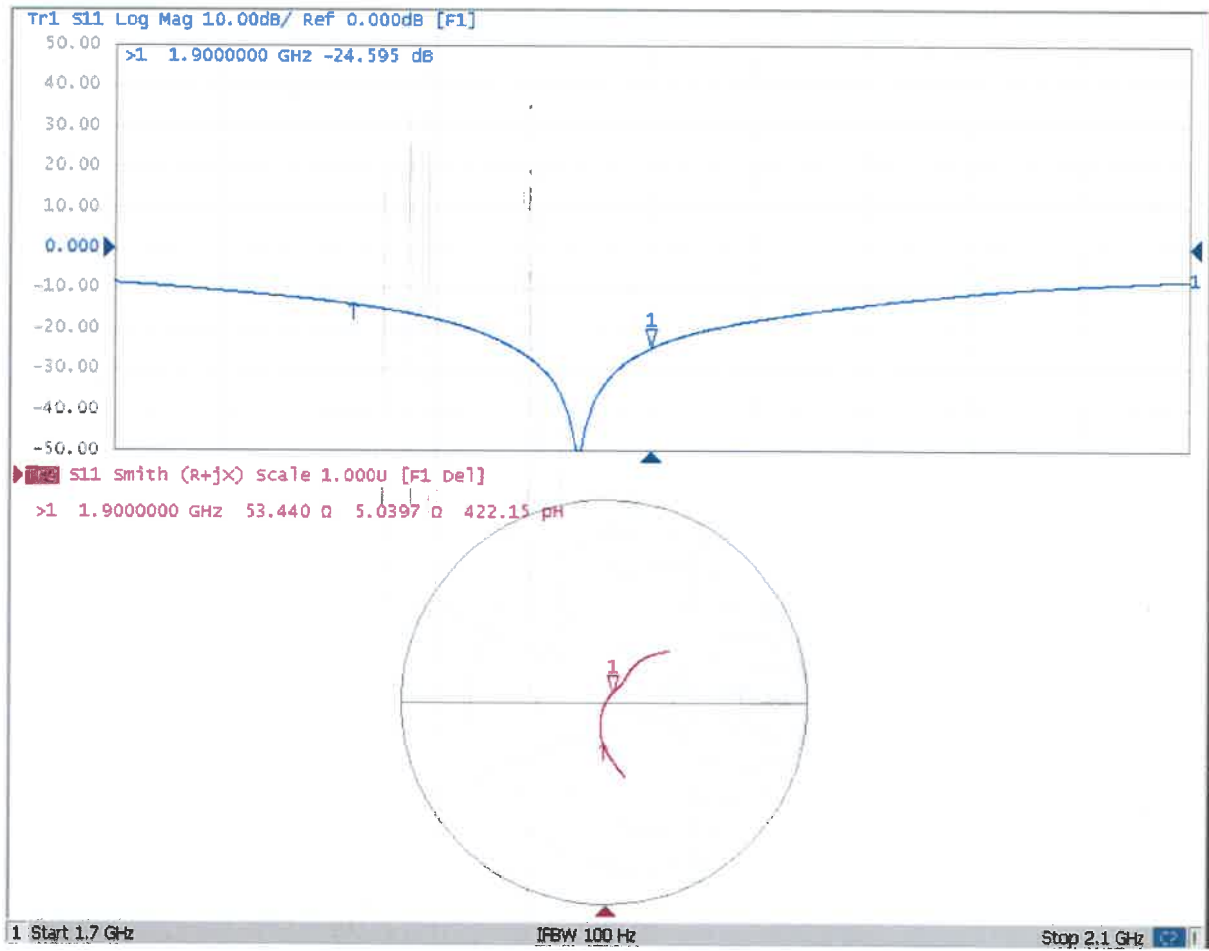 Tr1 S11 Log Mag 10.00dB/ Ref 0.000dB [F1]
50.00
>1 1.9000000 GHz -24.595 dB
40.00
30.00
20.00
10.00
0.000
-10.00
1
-20.00
1
-30.00
-40.00
-50.00
S11 Smith (R+jX) Scale 1.000U [F1 Del]
>1 1.9000000 GHz 53.440 Ω 5.0397 Ω 422.15 pH
1
1 Start 1.7 GHz IFBW 100 Hz Stop 2.1 GHz C?